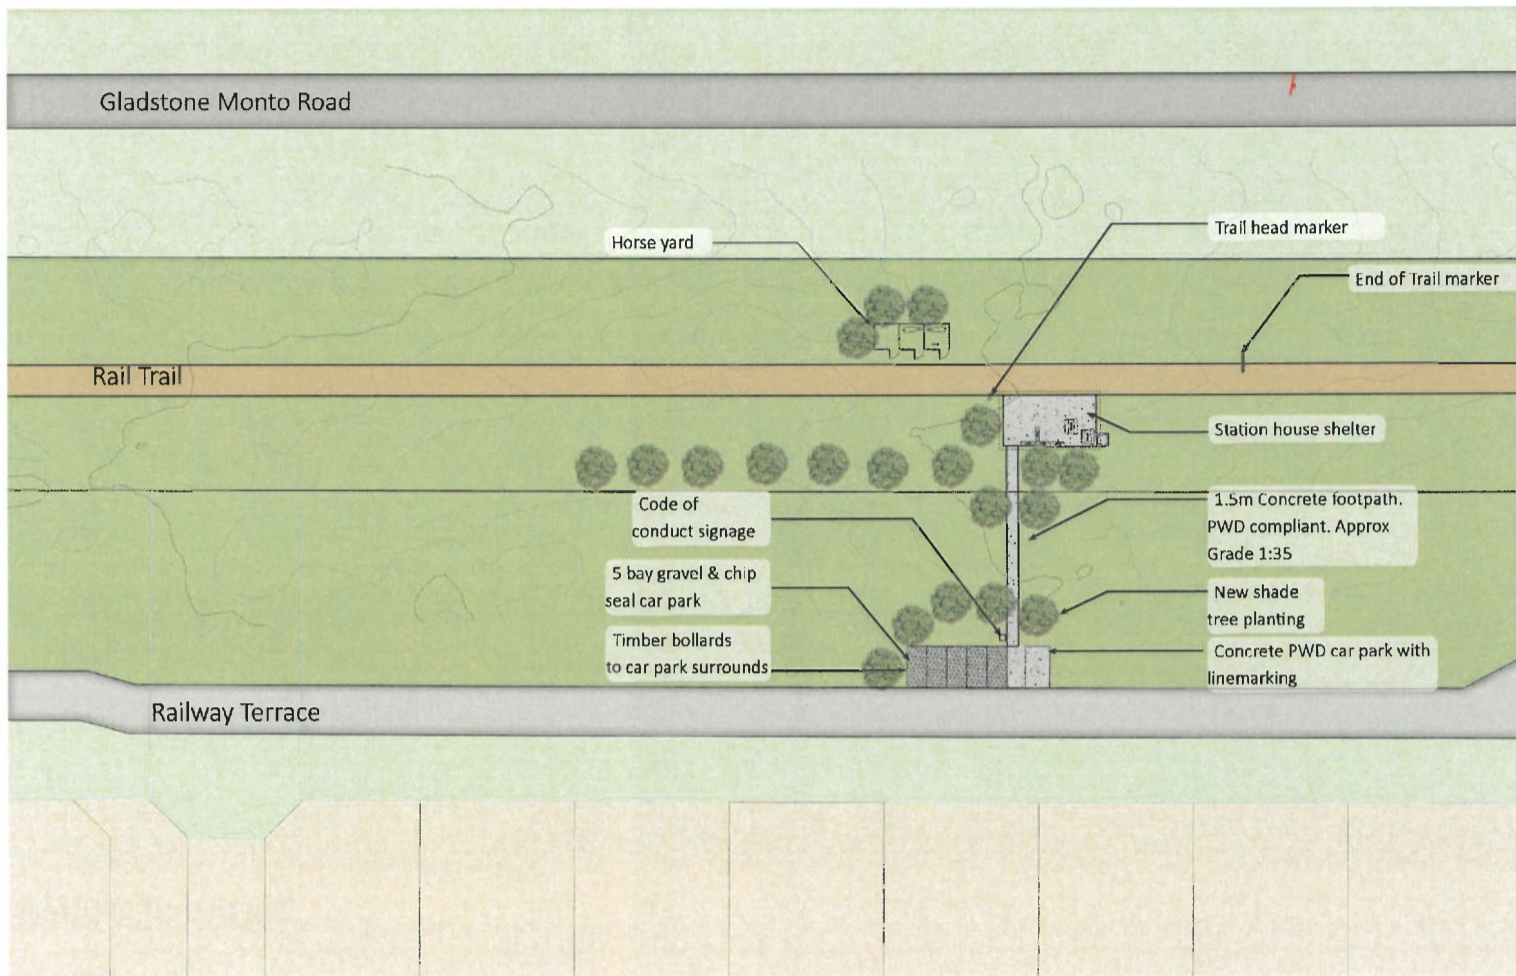 Gladstone Monto Road
Trail head marker
Horse yard
End of Trail marker
Rail Trail
Station house shelter
Code of
conduct signage
1.5m Concrete footpath.
PWD compliant. Approx
Grade 1:35
5 bay gravel & chip
seal car park
New shade
tree planting
Timber bollards
to car park surrounds
Concrete PWD car park with
linemarking
Railway Terrace